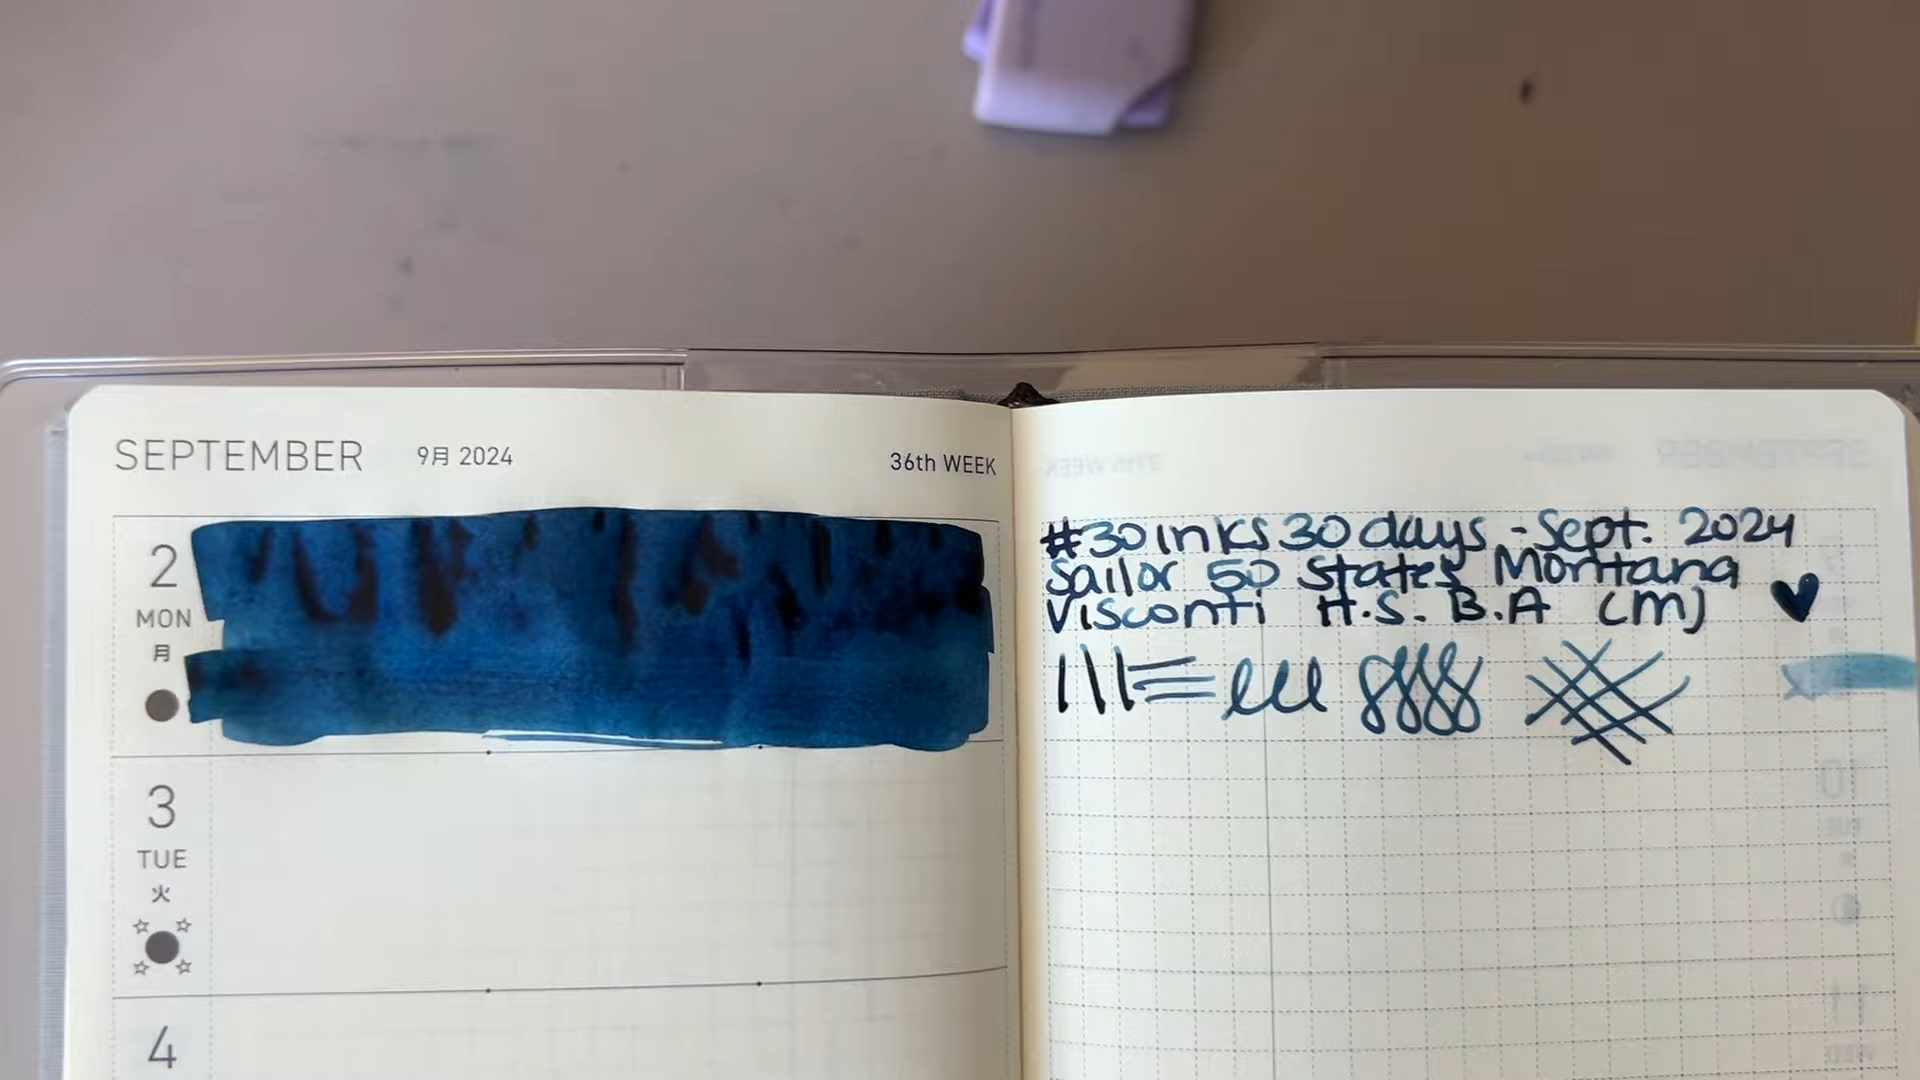 SEPTEMBER 9月 2024 36th WEEK
2
MON
月
3
TUE
火
4
#30inks30days - Sept. 2024
Sailor 50 States Montana
Visconti H.S. B.A (M)